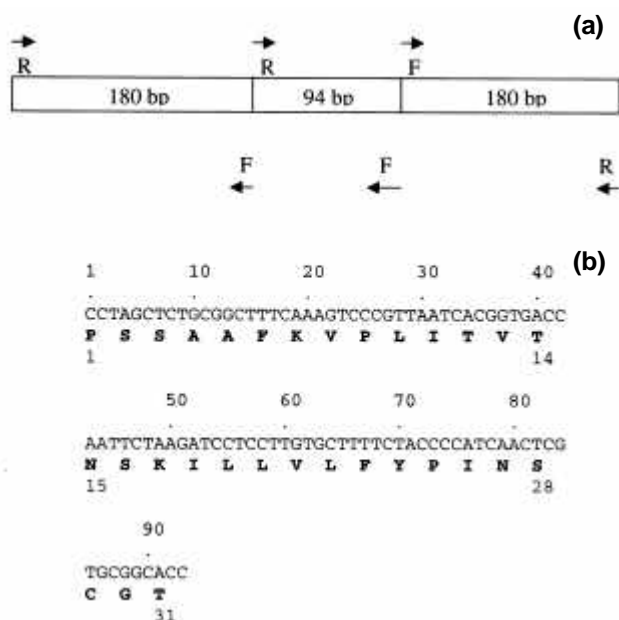 (a)
R R F
180 bp 94 bp 180 bp
F F R
(b)
1 10 20 30 40
CCTAGCTCTGCGGCTTTCAAAGTCCCGTTAATCACGGTGACC
P S S A A F K V P L I T V T
1 14
50 60 70 80
AATTCTAAGATCCTCCTTGTGCTTTTCTACCCCATCAACTCG
N S K I L L V L F Y P I N S
15 28
90
TGCGGCACC
C G T
31